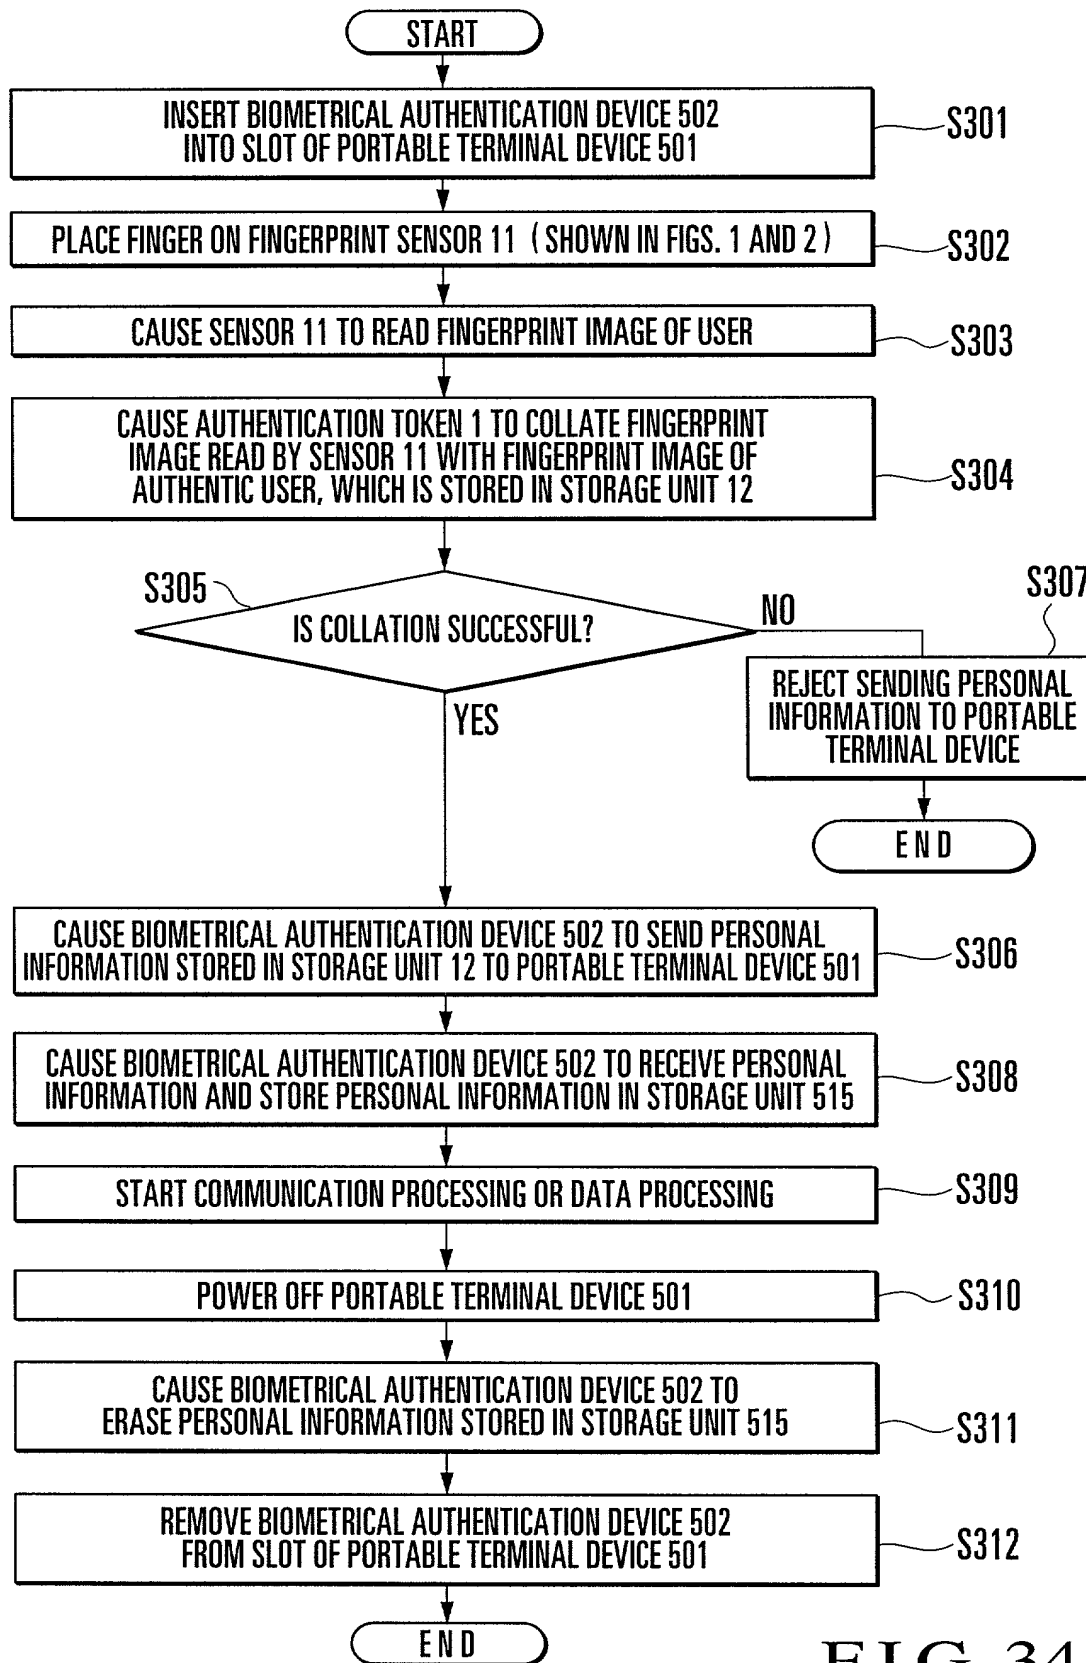 START
INSERT BIOMETRICAL AUTHENTICATION DEVICE 502
INTO SLOT OF PORTABLE TERMINAL DEVICE 501
S301
PLACE FINGER ON FINGERPRINT SENSOR 11 ( SHOWN IN FIGS. 1 AND 2 )
S302
CAUSE SENSOR 11 TO READ FINGERPRINT IMAGE OF USER
S303
CAUSE AUTHENTICATION TOKEN 1 TO COLLATE FINGERPRINT
IMAGE READ BY SENSOR 11 WITH FINGERPRINT IMAGE OF
AUTHENTIC USER, WHICH IS STORED IN STORAGE UNIT 12
S304
S305
IS COLLATION SUCCESSFUL?
NO
S307
REJECT SENDING PERSONAL
INFORMATION TO PORTABLE
TERMINAL DEVICE
END
YES
CAUSE BIOMETRICAL AUTHENTICATION DEVICE 502 TO SEND PERSONAL
INFORMATION STORED IN STORAGE UNIT 12 TO PORTABLE TERMINAL DEVICE 501
S306
CAUSE BIOMETRICAL AUTHENTICATION DEVICE 502 TO RECEIVE PERSONAL
INFORMATION AND STORE PERSONAL INFORMATION IN STORAGE UNIT 515
S308
START COMMUNICATION PROCESSING OR DATA PROCESSING
S309
POWER OFF PORTABLE TERMINAL DEVICE 501
S310
CAUSE BIOMETRICAL AUTHENTICATION DEVICE 502 TO
ERASE PERSONAL INFORMATION STORED IN STORAGE UNIT 515
S311
REMOVE BIOMETRICAL AUTHENTICATION DEVICE 502
FROM SLOT OF PORTABLE TERMINAL DEVICE 501
S312
END
FIG. 34